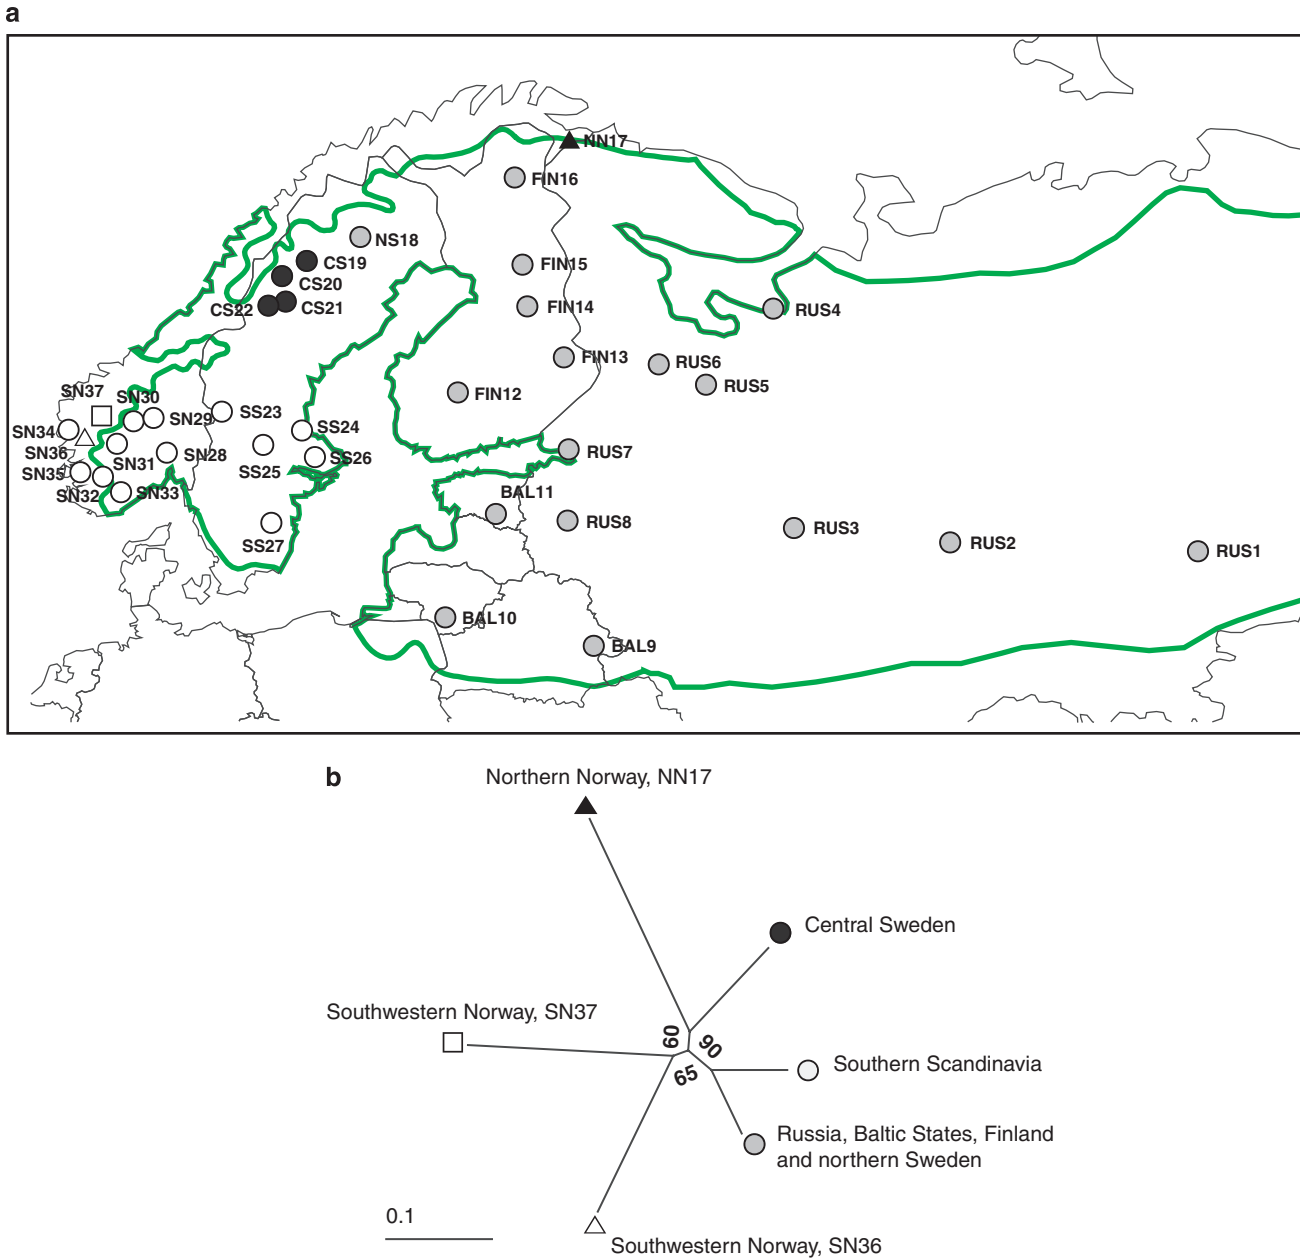 a
NN17
FIN16
NS18
CS19
FIN15
CS20
CS22
CS21
FIN14
RUS4
FIN13
RUS6
RUS5
SN37
SN30
FIN12
SN29
SS23
SN34
SS24
SN36
SN28
RUS7
SN35
SN31
SS25
SS26
SN32
SN33
BAL11
RUS8
RUS3
SS27
RUS2
RUS1
BAL10
BAL9
b
Northern Norway, NN17
Central Sweden
Southwestern Norway, SN37
60
90
Southern Scandinavia
65
Russia, Baltic States, Finland
and northern Sweden
0.1
Southwestern Norway, SN36